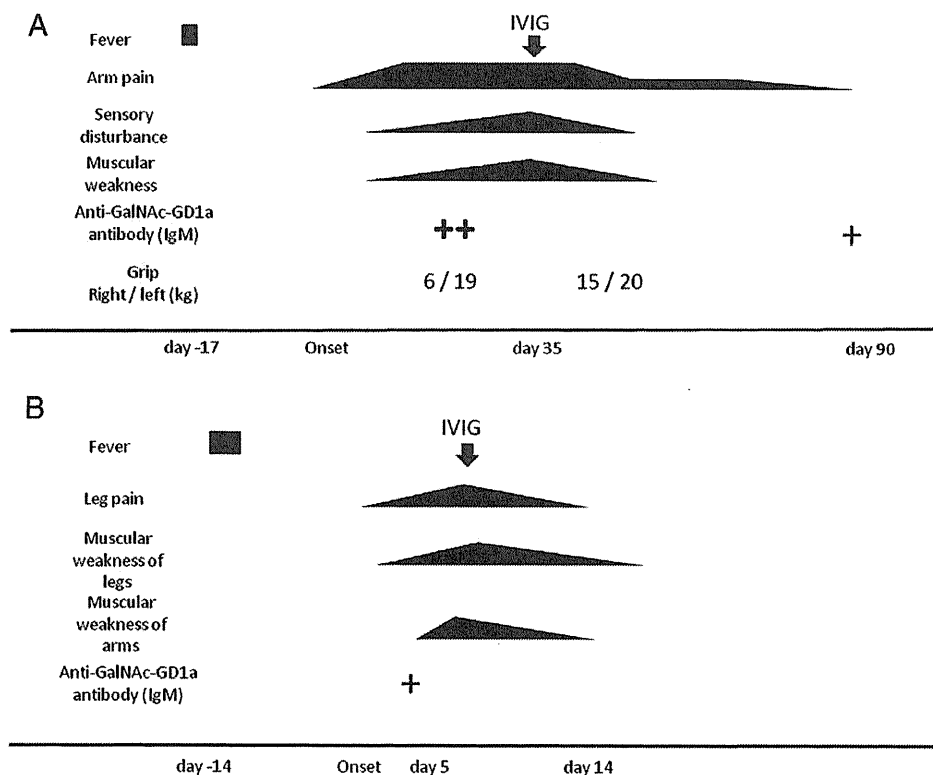 A
IVIG
Fever
Arm pain
Sensory
disturbance
Muscular
weakness
Anti-GalNAc-GD1a
antibody (IgM)
++
+
Grip
Right / left (kg)
6 / 19
15 / 20
day -17 Onset day 35 day 90
B
IVIG
Fever
Leg pain
Muscular
weakness of
legs
Muscular
weakness of
arms
Anti-GalNAc-GD1a
antibody (IgM)
+
day -14 Onset day 5 day 14